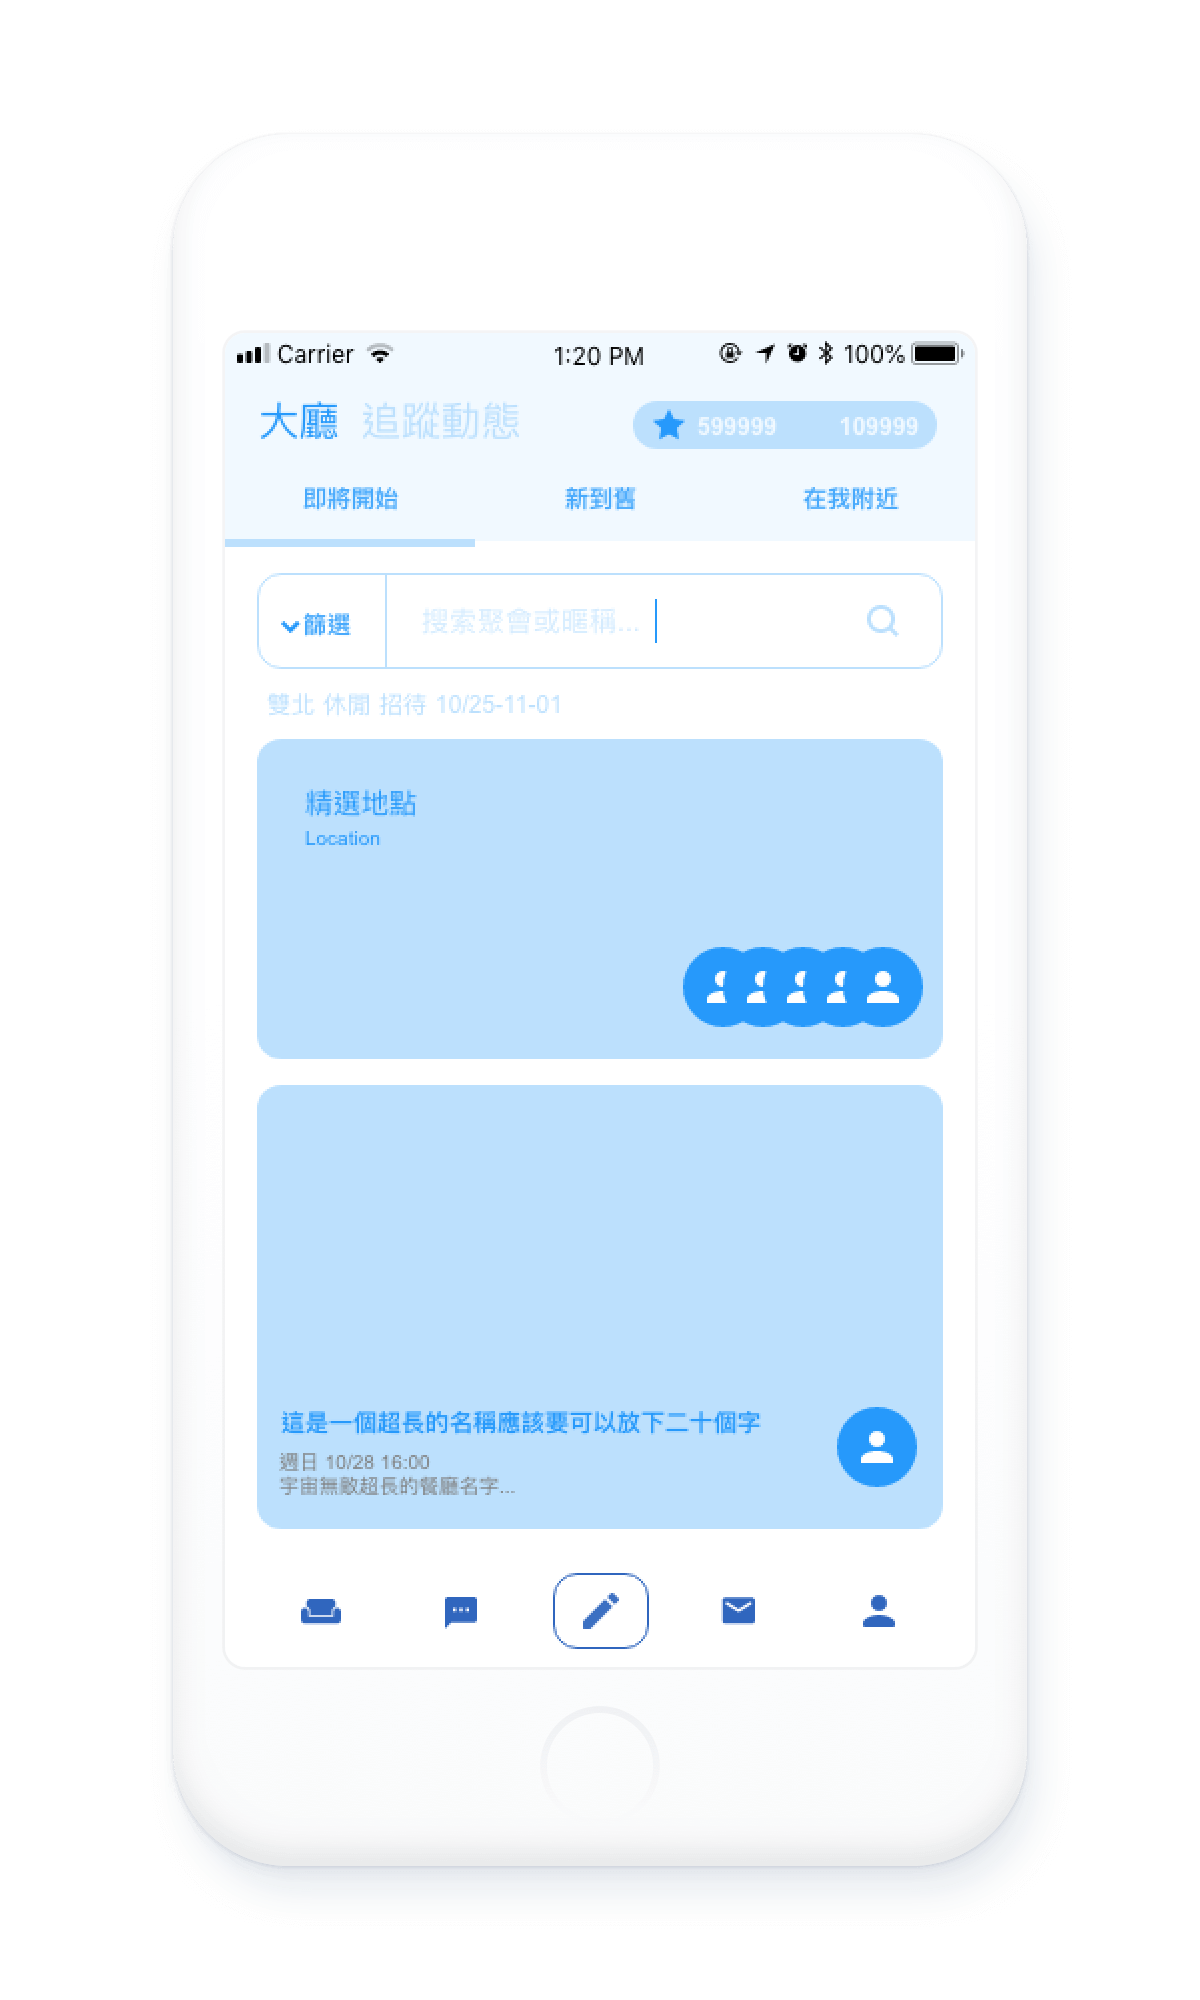 Carrier 1:20 PM 100%
大廳 追蹤動態 599999 109999
即將開始 新到舊 在我附近
篩選 搜索聚會或暱稱...
雙北 休閒 招待 10/25-11-01
精選地點
Location
這是一個超長的名稱應該要可以放下二十個字
週日 10/28 16:00
宇宙無敵超長的餐廳名字...